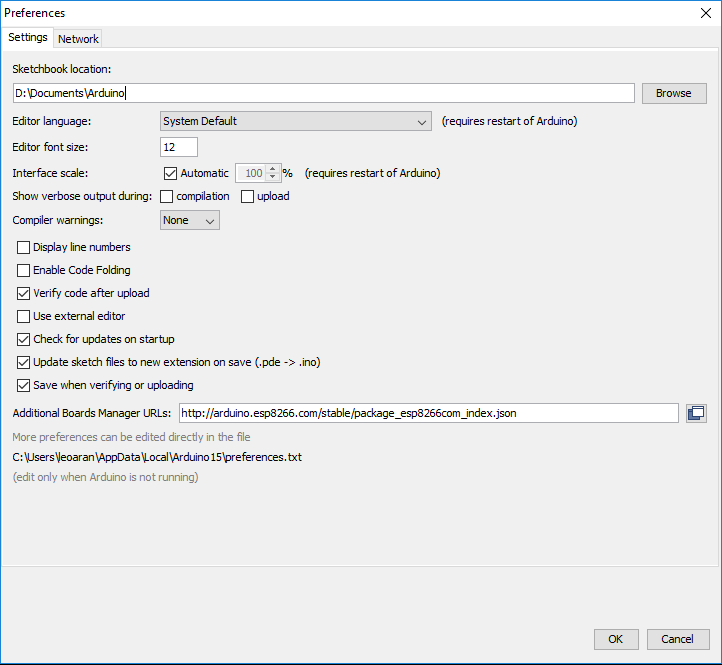 Preferences
Settings Network
Sketchbook location:
D:\Documents\Arduino Browse
Editor language: System Default (requires restart of Arduino)
Editor font size: 12
Interface scale: Automatic 100 % (requires restart of Arduino)
Show verbose output during: compilation upload
Compiler warnings: None
Display line numbers
Enable Code Folding
Verify code after upload
Use external editor
Check for updates on startup
Update sketch files to new extension on save (.pde -> .ino)
Save when verifying or uploading
Additional Boards Manager URLs: http://arduino.esp8266.com/stable/package_esp8266com_index.json
More preferences can be edited directly in the file
C:\Users\leoaran\AppData\Local\Arduino15\preferences.txt
(edit only when Arduino is not running)
OK Cancel